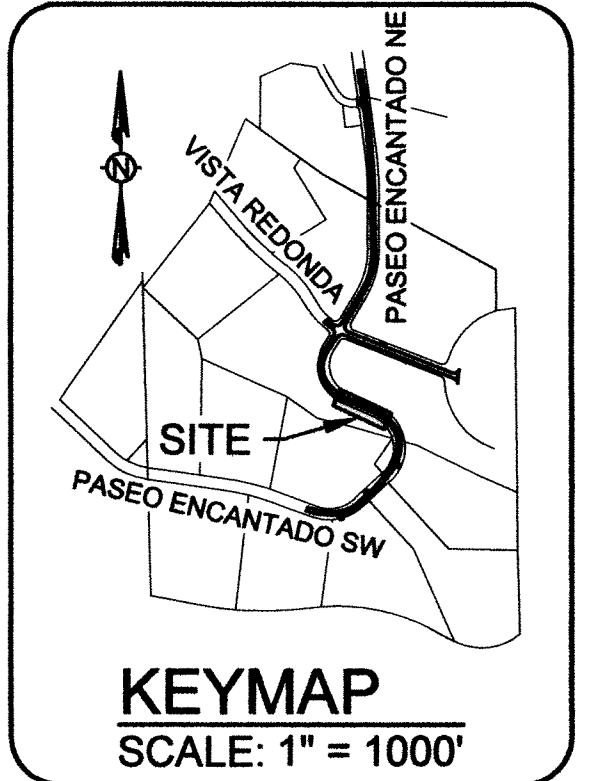 PASEO ENCANTADO NE
N
VISTA REDONDA
SITE
PASEO ENCANTADO SW
KEYMAP
SCALE: 1" = 1000'